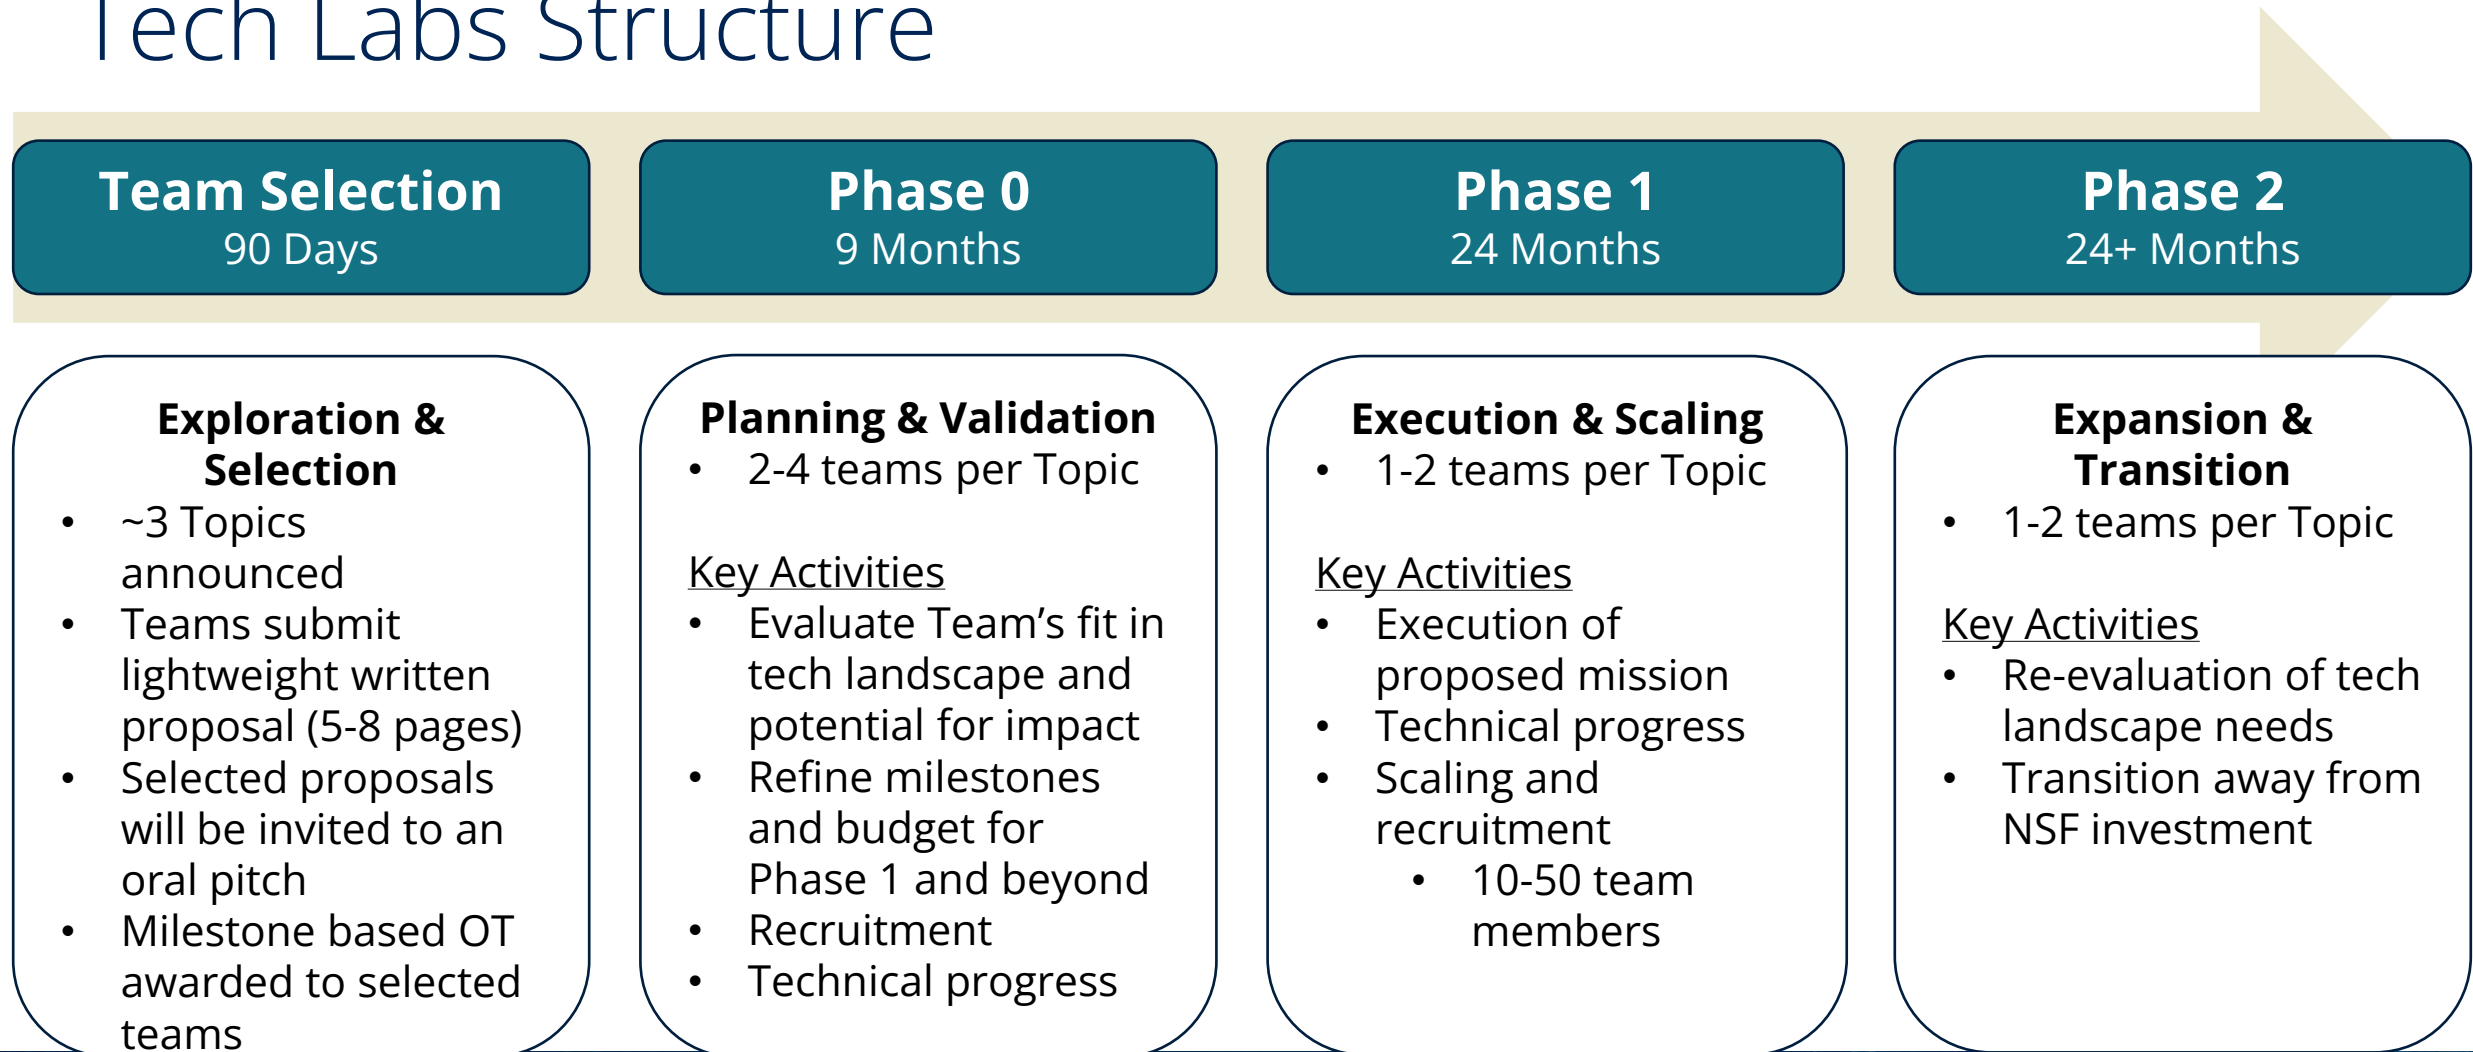 Tech Labs Structure
Team Selection
90 Days
Phase 0
9 Months
Phase 1
24 Months
Phase 2
24+ Months
Exploration &
Selection
• ~3 Topics
announced
• Teams submit
lightweight written
proposal (5-8 pages)
• Selected proposals
will be invited to an
oral pitch
• Milestone based OT
awarded to selected
teams
Planning & Validation
• 2-4 teams per Topic
Key Activities
• Evaluate Team’s fit in
tech landscape and
potential for impact
• Refine milestones
and budget for
Phase 1 and beyond
• Recruitment
• Technical progress
Execution & Scaling
• 1-2 teams per Topic
Key Activities
• Execution of
proposed mission
• Technical progress
• Scaling and
recruitment
• 10-50 team
members
Expansion &
Transition
• 1-2 teams per Topic
Key Activities
• Re-evaluation of tech
landscape needs
• Transition away from
NSF investment